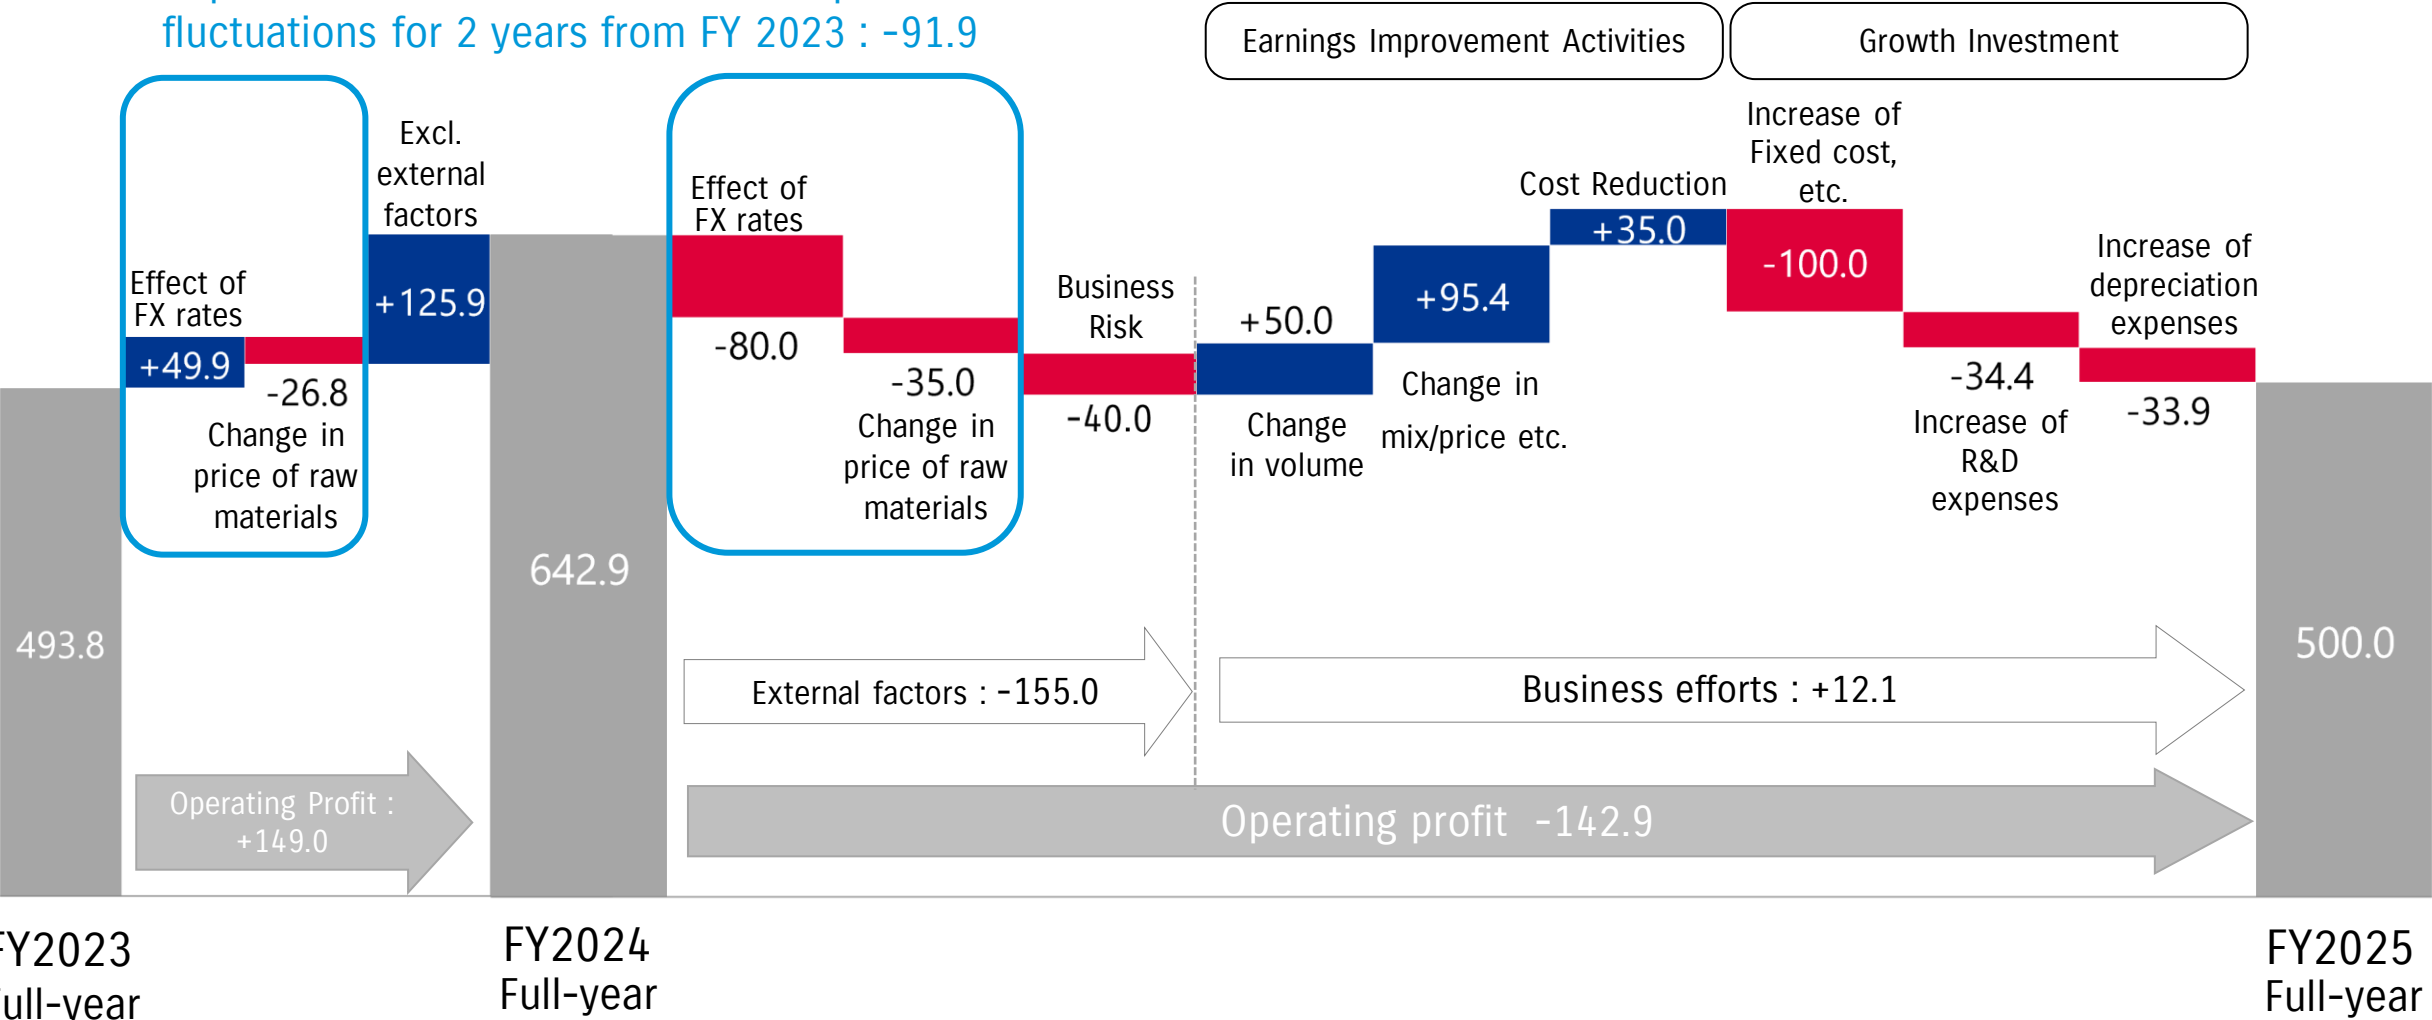 fluctuations for 2 years from FY 2023 : -91.9
Earnings Improvement Activities
Growth Investment
Excl.
external
factors
Effect of
FX rates
+49.9
-26.8
Change in
price of raw
materials
+125.9
Effect of
FX rates
-80.0
-35.0
Change in
price of raw
materials
Business
Risk
-40.0
+50.0
Change
in volume
+95.4
Change in
mix/price etc.
Cost Reduction
+35.0
Increase of
Fixed cost,
etc.
-100.0
-34.4
Increase of
R&D
expenses
Increase of
depreciation
expenses
-33.9
493.8
642.9
500.0
External factors : -155.0
Business efforts : +12.1
Operating Profit :
+149.0
Operating profit -142.9
FY2023
Full-year
FY2024
Full-year
FY2025
Full-year